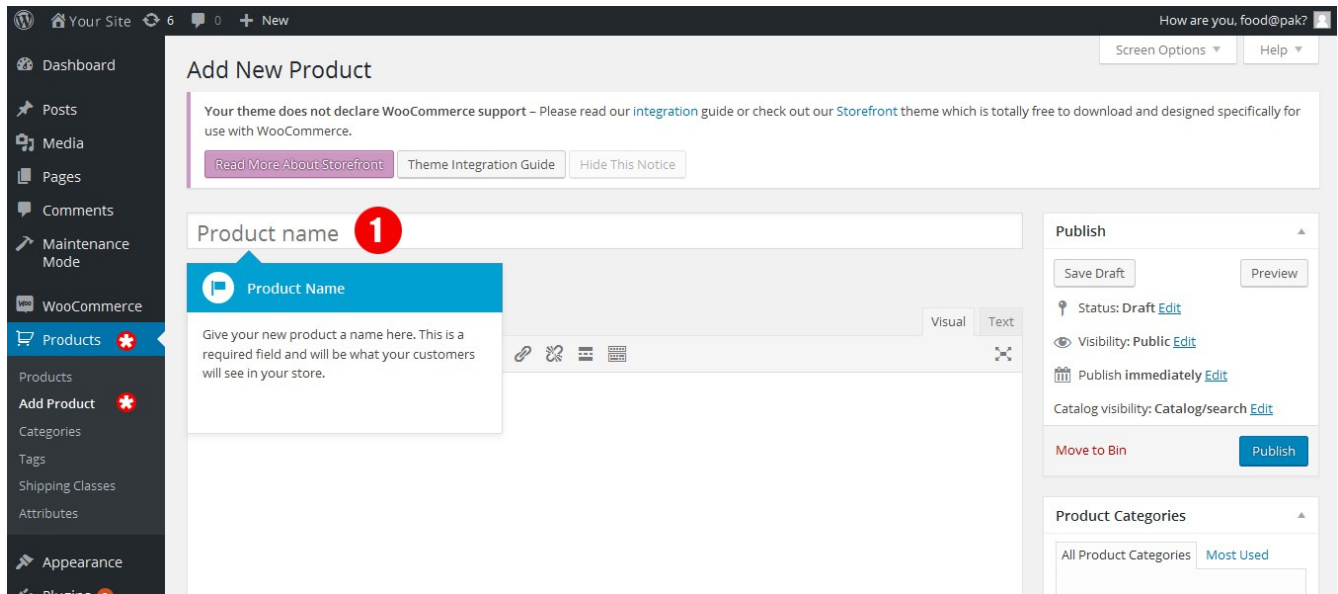 Your Site 6 0 + New
How are you, food@pak?
Screen Options
Help
Dashboard
Posts
Media
Pages
Comments
Maintenance
Mode
WooCommerce
Products
Products
Add Product
Categories
Tags
Shipping Classes
Attributes
Appearance
Plugins
Add New Product
Your theme does not declare WooCommerce support – Please read our integration guide or check out our Storefront theme which is totally free to download and designed specifically for
use with WooCommerce.
Read More About Storefront
Theme Integration Guide
Hide This Notice
Product name 1
Product Name
Give your new product a name here. This is a
required field and will be what your customers
will see in your store.
Visual
Text
Publish
Save Draft
Preview
Status: Draft Edit
Visibility: Public Edit
Publish immediately Edit
Catalog visibility: Catalog/search Edit
Move to Bin
Publish
Product Categories
All Product Categories
Most Used